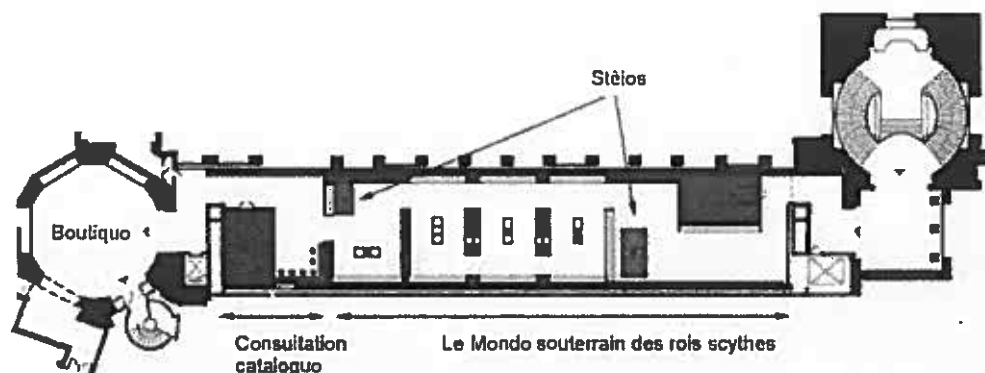 Stèles
Boutique
Consultation
catalogue
Le Monde souterrain des rois scythes